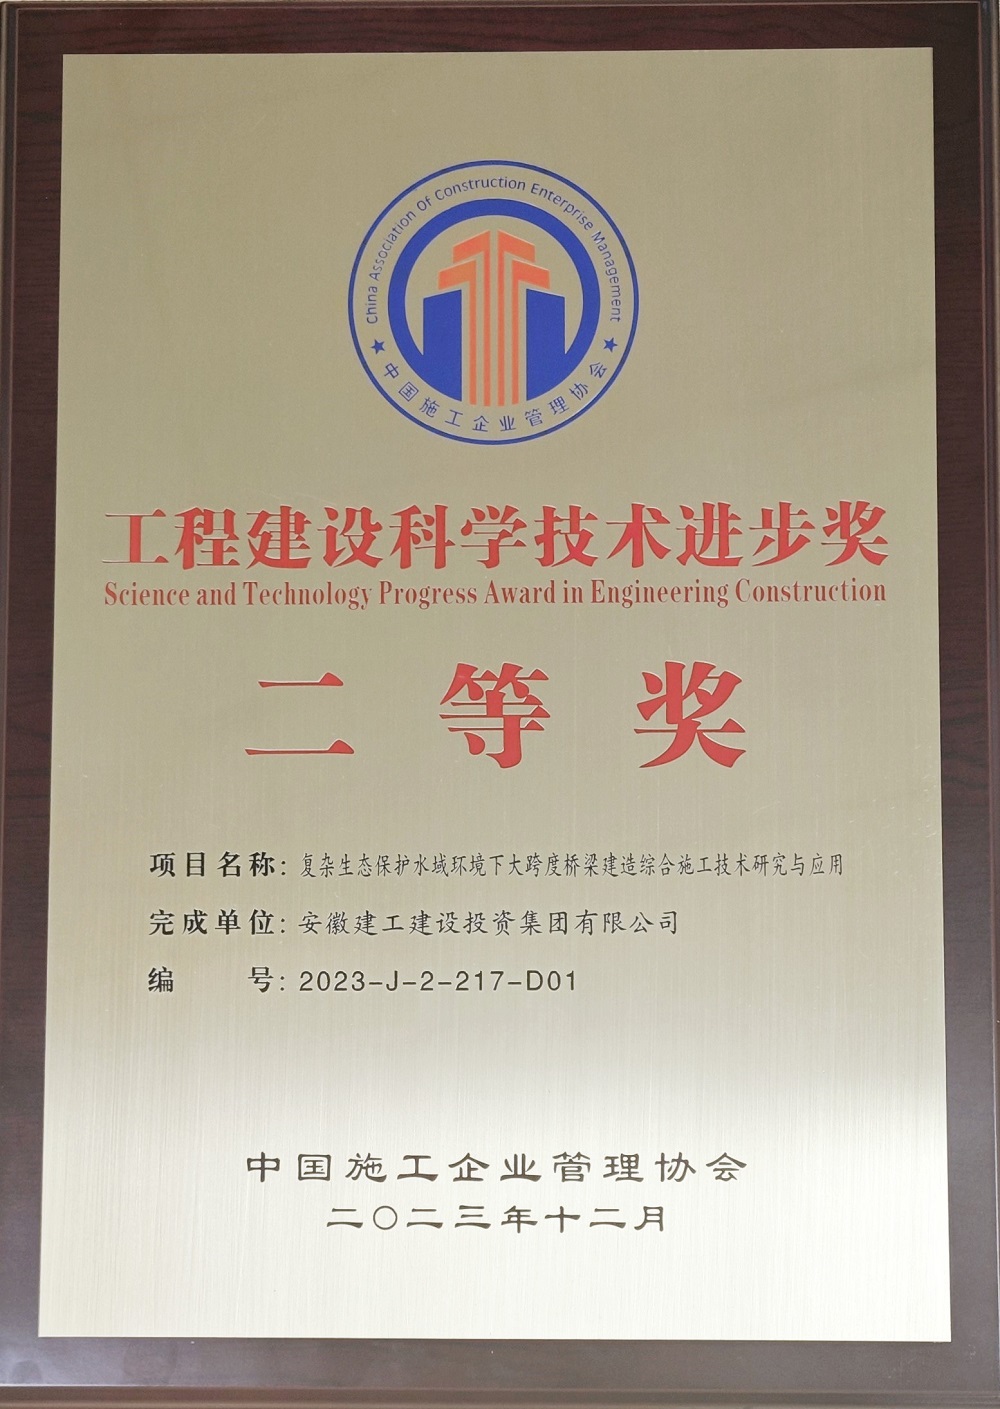 China Association Of Construction Enterprise Management
★ 中国施工企业管理协会 ★
工程建设科学技术进步奖
Science and Technology Progress Award in Engineering Construction
二等奖
项目名称: 复杂生态保护水域环境下大跨度桥梁建造综合施工技术研究与应用
完成单位: 安徽建工建设投资集团有限公司
编号: 2023-J-2-217-D01
中国施工企业管理协会
二〇二三年十二月